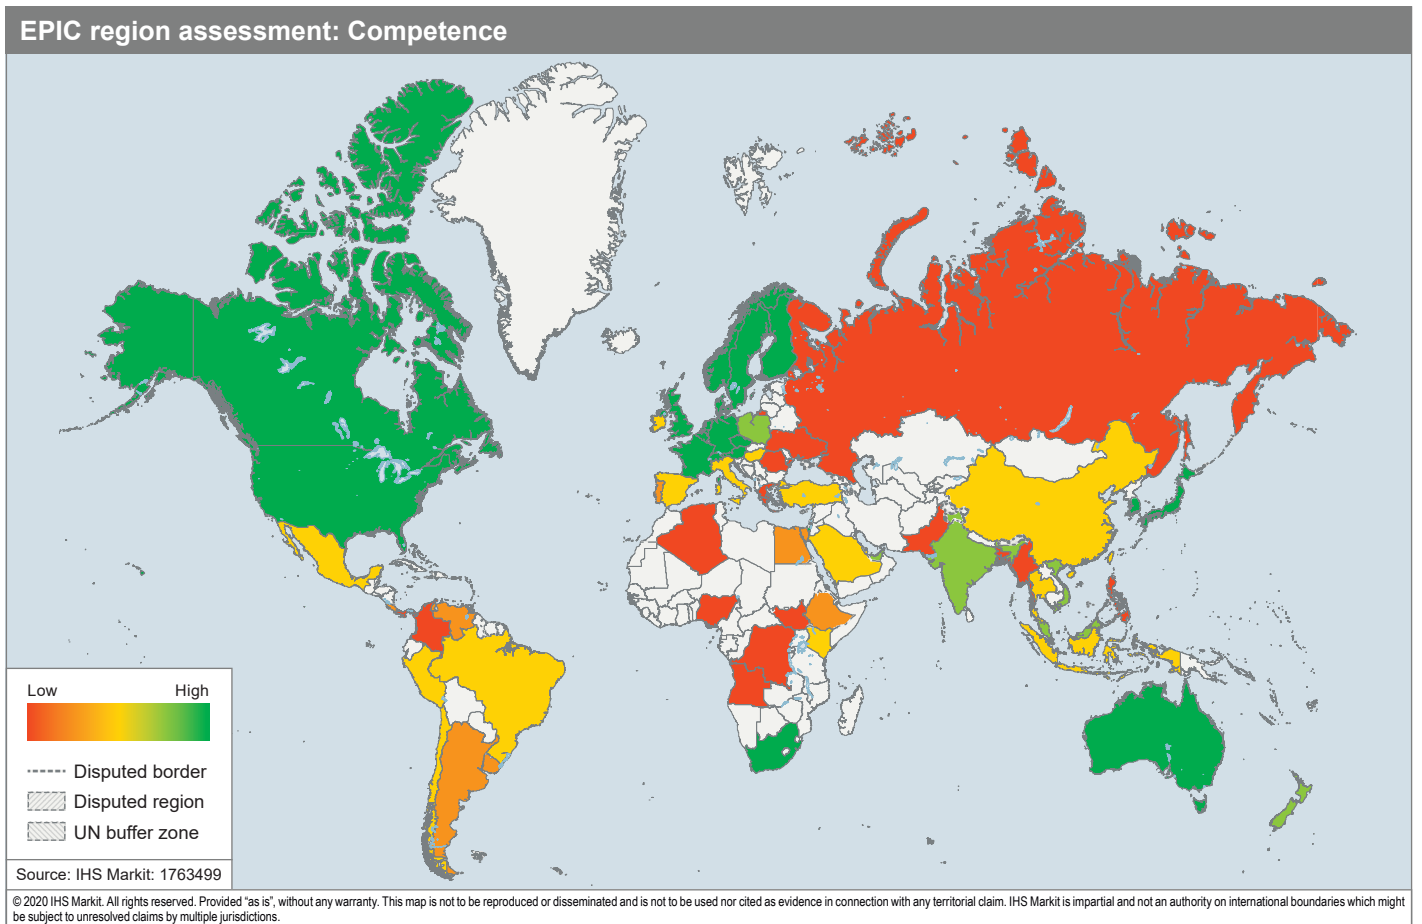 EPIC region assessment: Competence
Low High
Disputed border
Disputed region
UN buffer zone
Source: IHS Markit: 1763499
© 2020 IHS Markit. All rights reserved. Provided “as is”, without any warranty. This map is not to be reproduced or disseminated and is not to be used nor cited as evidence in connection with any territorial claim. IHS Markit is impartial and not an authority on international boundaries which might
be subject to unresolved claims by multiple jurisdictions.